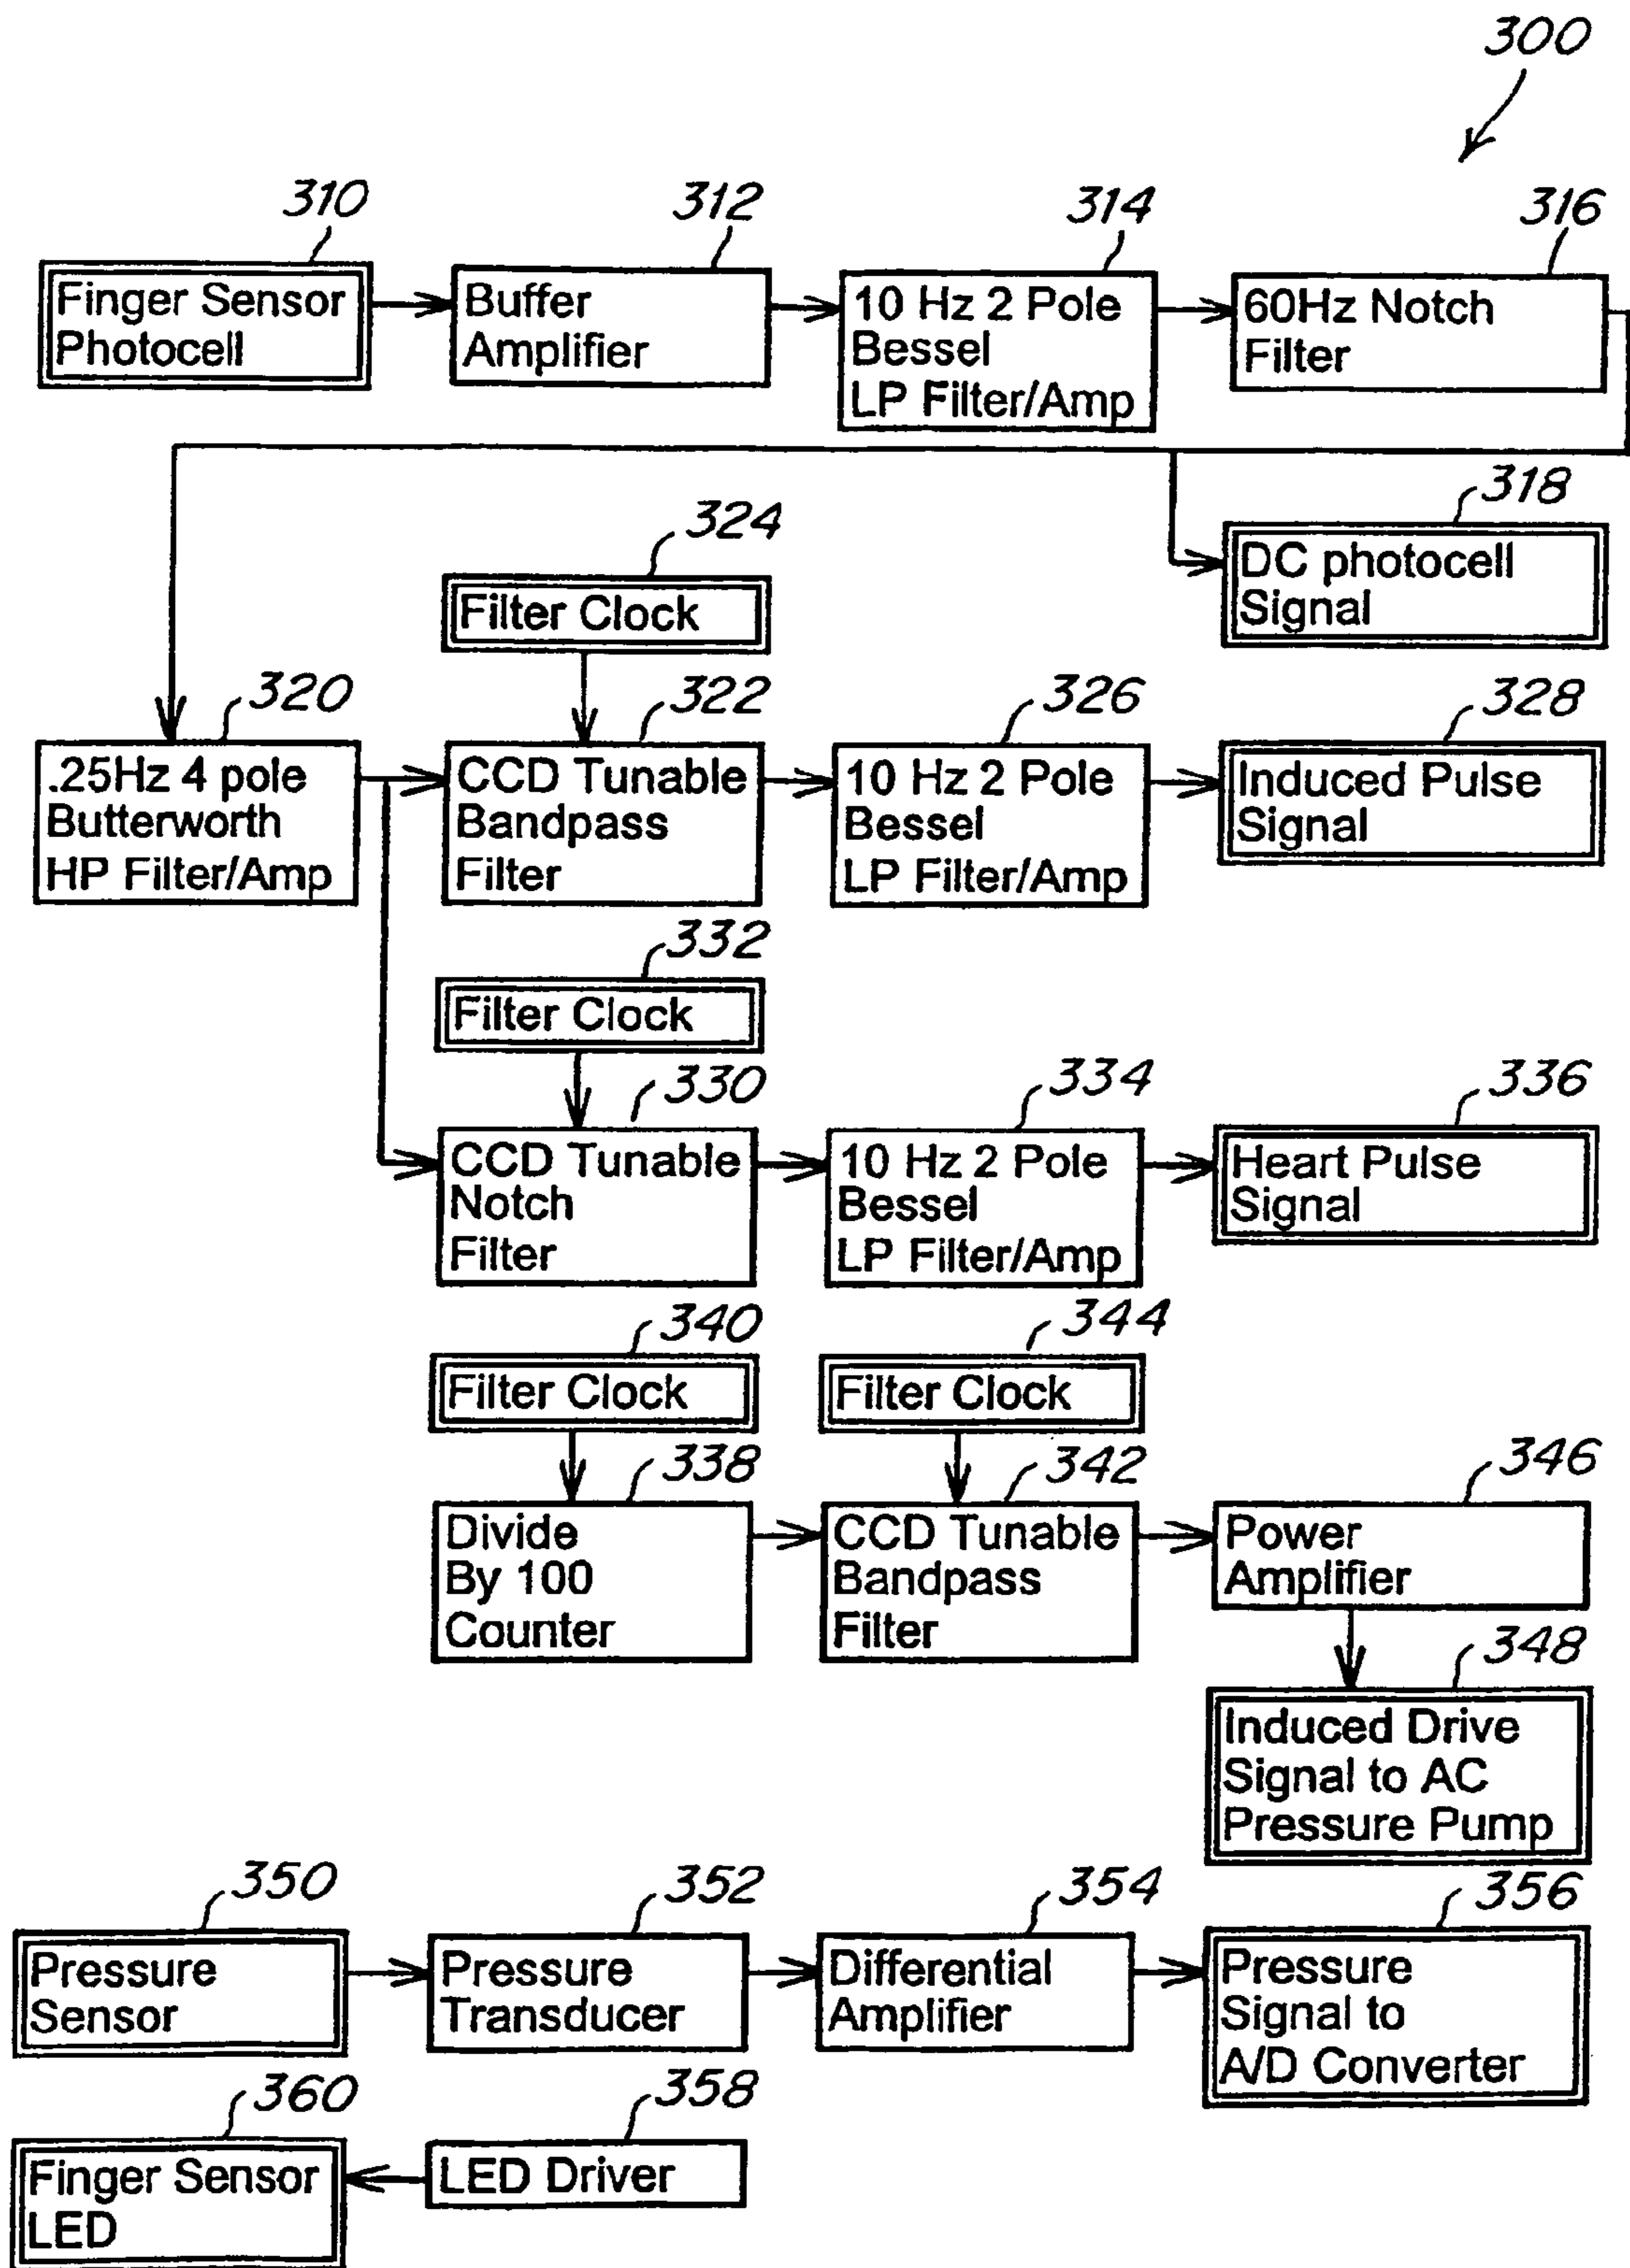 300
310
312
314
316
Finger Sensor
Photocell
Buffer
Amplifier
10 Hz 2 Pole
Bessel
LP Filter/Amp
60Hz Notch
Filter
318
DC photocell
Signal
324
Filter Clock
320
322
326
328
.25Hz 4 pole
Butterworth
HP Filter/Amp
CCD Tunable
Bandpass
Filter
10 Hz 2 Pole
Bessel
LP Filter/Amp
Induced Pulse
Signal
332
Filter Clock
330
334
336
CCD Tunable
Notch
Filter
10 Hz 2 Pole
Bessel
LP Filter/Amp
Heart Pulse
Signal
340
344
Filter Clock
Filter Clock
338
342
346
Divide
By 100
Counter
CCD Tunable
Bandpass
Filter
Power
Amplifier
348
Induced Drive
Signal to AC
Pressure Pump
350
352
354
356
Pressure
Sensor
Pressure
Transducer
Differential
Amplifier
Pressure
Signal to
A/D Converter
360
358
Finger Sensor
LED
LED Driver